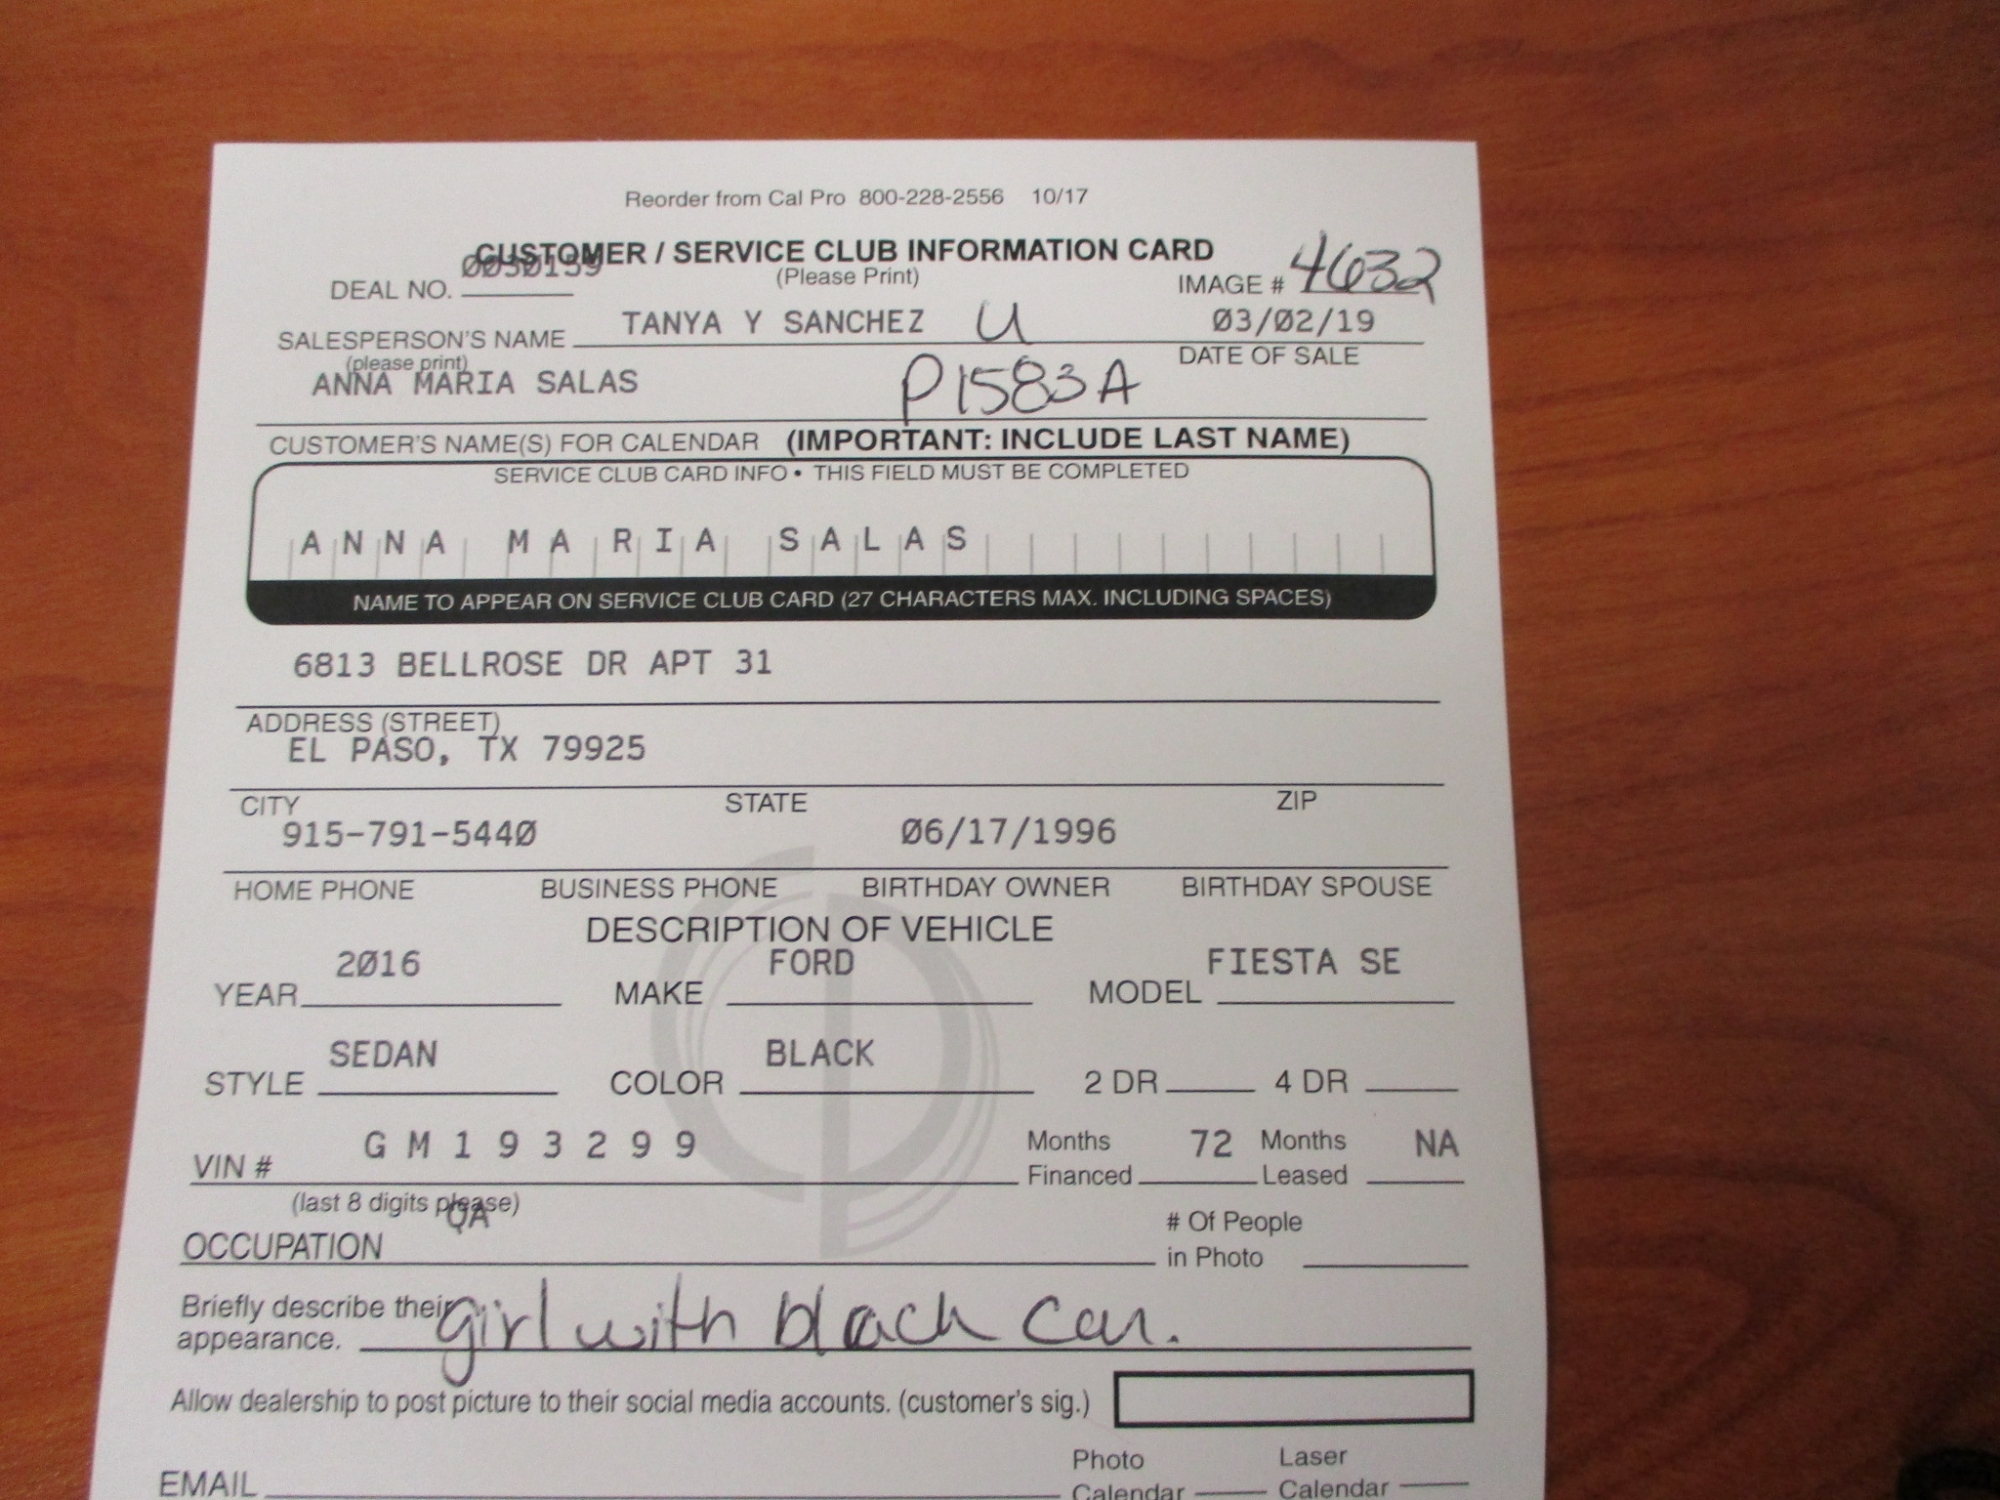 Reorder from Cal Pro 800-228-2556 10/17
CUSTOMER / SERVICE CLUB INFORMATION CARD
(Please Print)
DEAL NO. 0030159
IMAGE # 4632
SALESPERSON'S NAME TANYA Y SANCHEZ U 03/02/19
(please print) DATE OF SALE
ANNA MARIA SALAS P1583A
CUSTOMER'S NAME(S) FOR CALENDAR (IMPORTANT: INCLUDE LAST NAME)
SERVICE CLUB CARD INFO • THIS FIELD MUST BE COMPLETED
ANNA MARIA SALAS
NAME TO APPEAR ON SERVICE CLUB CARD (27 CHARACTERS MAX. INCLUDING SPACES)
6813 BELLROSE DR APT 31
ADDRESS (STREET)
EL PASO, TX 79925
CITY STATE ZIP
915-791-5440 06/17/1996
HOME PHONE BUSINESS PHONE BIRTHDAY OWNER BIRTHDAY SPOUSE
DESCRIPTION OF VEHICLE
YEAR 2016 MAKE FORD MODEL FIESTA SE
STYLE SEDAN COLOR BLACK 2 DR 4 DR
VIN # GM193299 Months Financed 72 Months Leased NA
(last 8 digits please)
OCCUPATION QA # Of People in Photo
Briefly describe their appearance. girl with black car.
Allow dealership to post picture to their social media accounts. (customer's sig.)
EMAIL Photo Calendar Laser Calendar